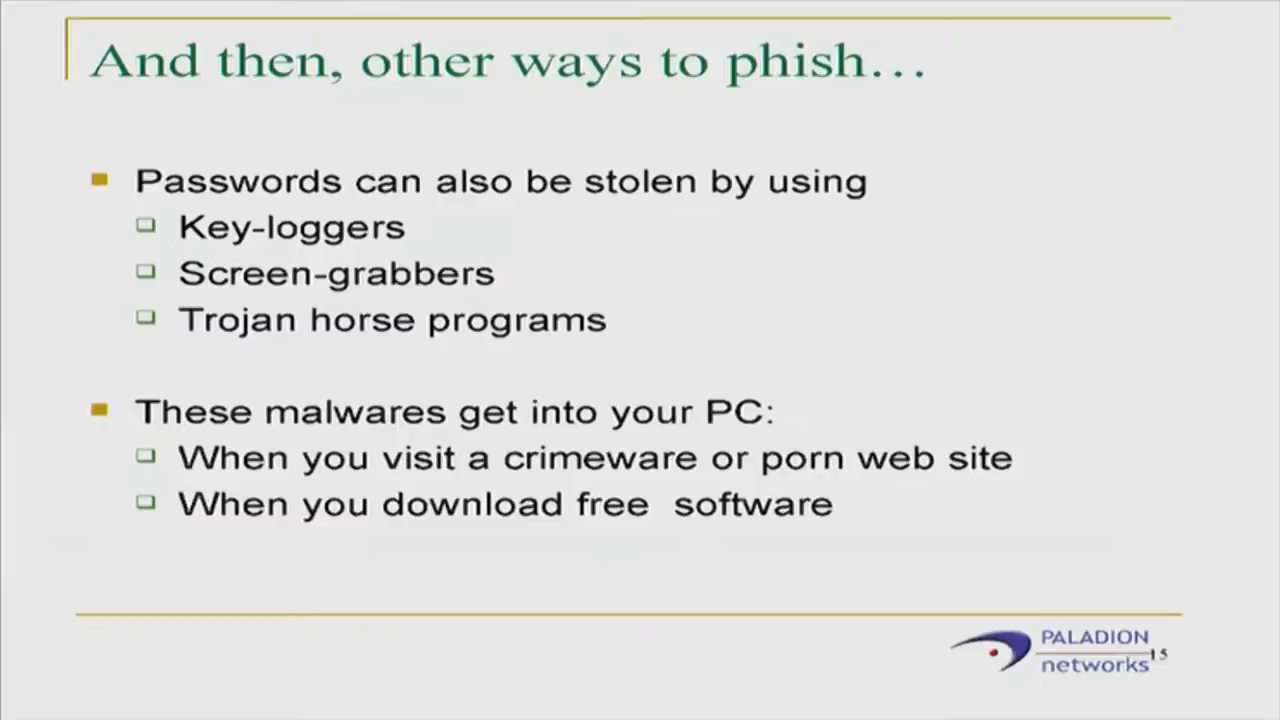 And then, other ways to phish...
Passwords can also be stolen by using
Key-loggers
Screen-grabbers
Trojan horse programs
These malwares get into your PC:
When you visit a crimeware or porn web site
When you download free  software
PALADION
networks
15